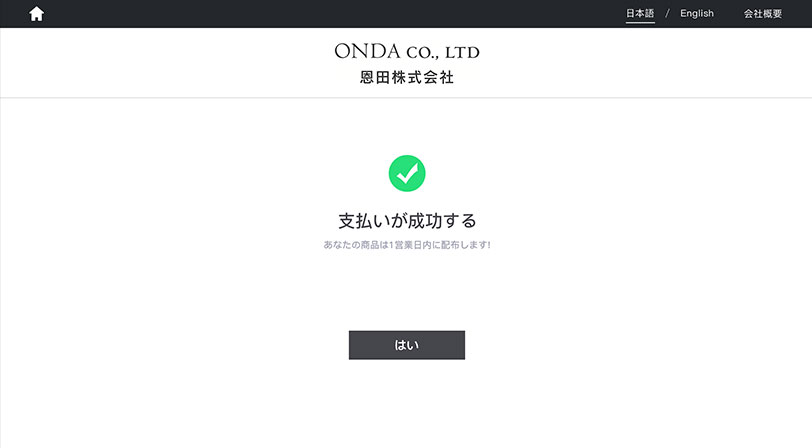 日本語 / English 会社概要
ONDA CO., LTD
恩田株式会社
支払いが成功する
あなたの商品は1営業日内に配布します!
はい